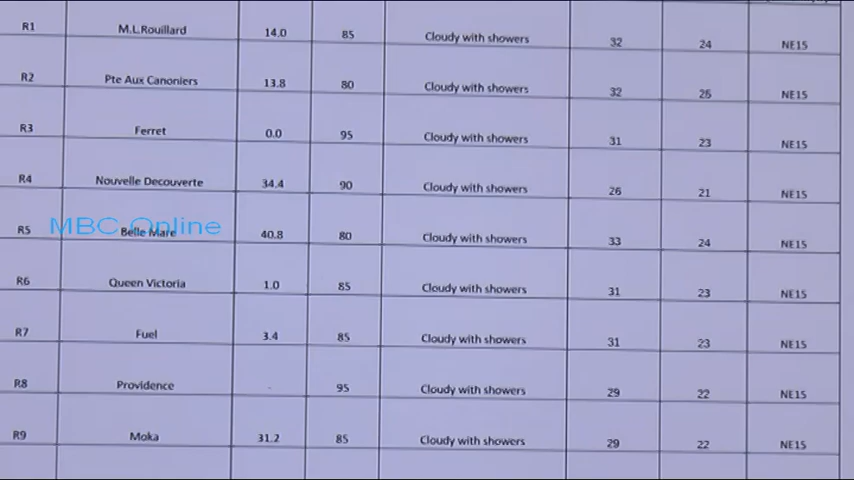 R1 M.L.Rouillard 14.0 85 Cloudy with showers 32 24 NE15
R2 Pte Aux Canoniers 13.8 80 Cloudy with showers 32 25 NE15
R3 Ferret 0.0 95 Cloudy with showers 31 23 NE15
R4 Nouvelle Decouverte 34.4 90 Cloudy with showers 26 21 NE15
R5 Belle Mare 40.8 80 Cloudy with showers 33 24 NE15
MBC Online
R6 Queen Victoria 1.0 85 Cloudy with showers 31 23 NE15
R7 Fuel 3.4 85 Cloudy with showers 31 23 NE15
R8 Providence - 95 Cloudy with showers 29 22 NE15
R9 Moka 31.2 85 Cloudy with showers 29 22 NE15